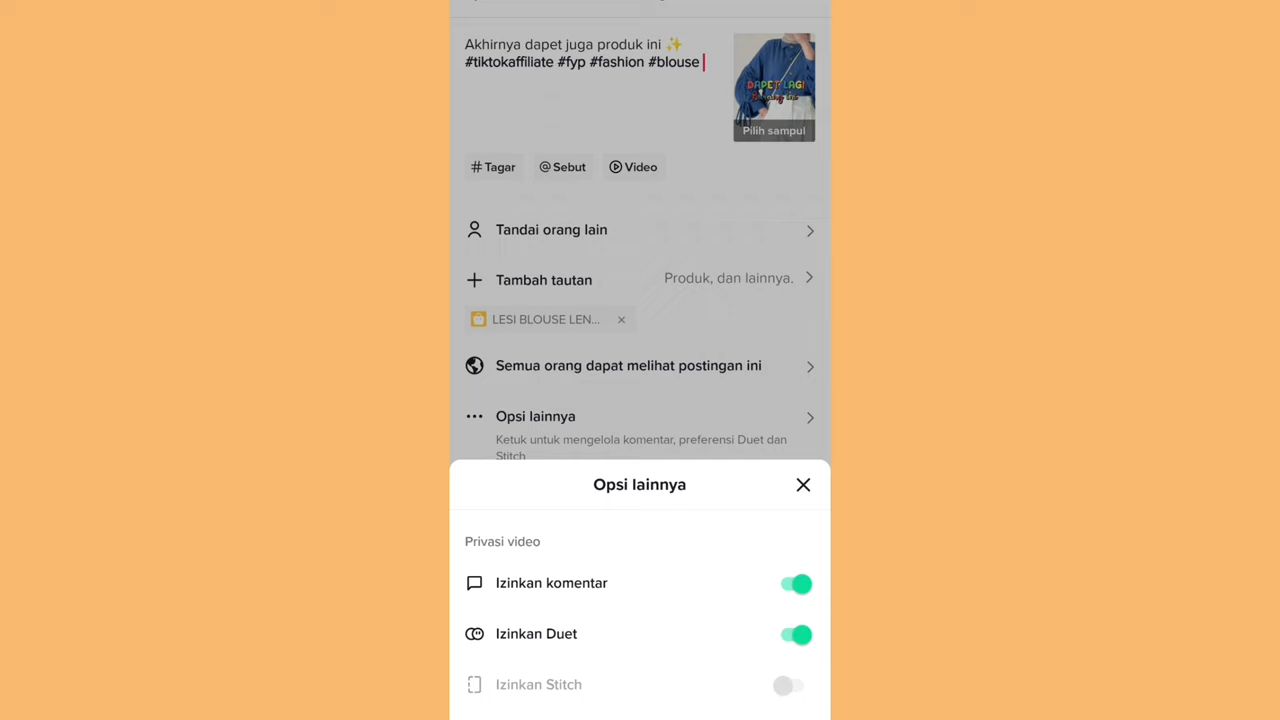 Akhirnya dapet juga produk ini ✨
#tiktokaffiliate #fyp #fashion #blouse
DAPET LAGI
Pilih sampul
# Tagar
@ Sebut
Video
Tandai orang lain
Tambah tautan
Produk, dan lainnya.
LESI BLOUSE LEN... ×
Semua orang dapat melihat postingan ini
Opsi lainnya
Ketuk untuk mengelola komentar, preferensi Duet dan
Stitch
Opsi lainnya
Privasi video
Izinkan komentar
Izinkan Duet
Izinkan Stitch